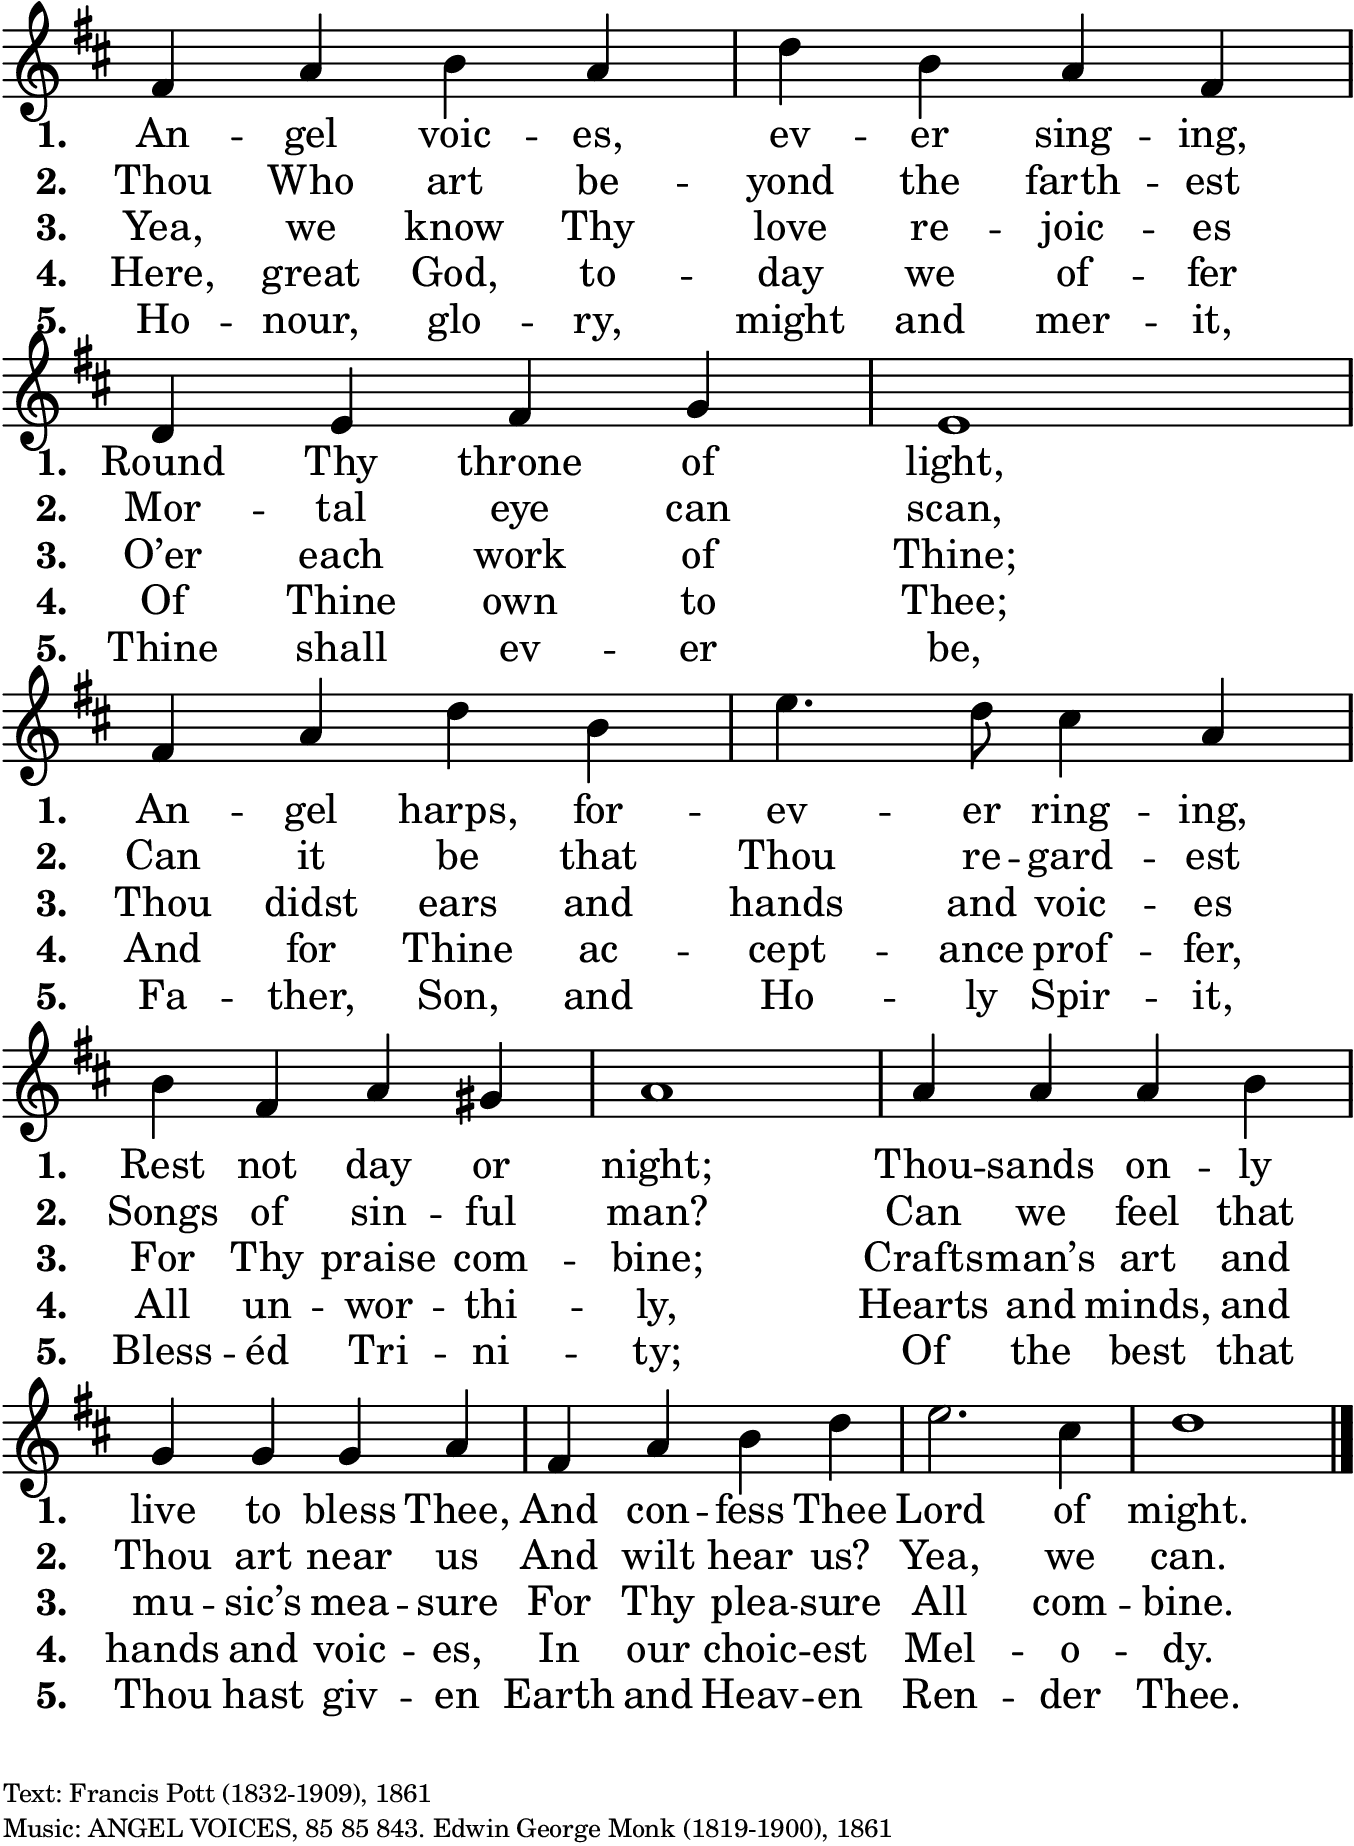 1. An - gel voic - es, ev - er sing - ing,
2. Thou Who art be - yond the farth - est
3. Yea, we know Thy love re - joic - es
4. Here, great God, to - day we of - fer
5. Ho - nour, glo - ry, might and mer - it,
1. Round Thy throne of light,
2. Mor - tal eye can scan,
3. O’er each work of Thine;
4. Of Thine own to Thee;
5. Thine shall ev - er be,
1. An - gel harps, for - ev - er ring - ing,
2. Can it be that Thou re - gard - est
3. Thou didst ears and hands and voic - es
4. And for Thine ac - cept - ance prof - fer,
5. Fa - ther, Son, and Ho - ly Spir - it,
1. Rest not day or night; Thou - sands on - ly
2. Songs of sin - ful man? Can we feel that
3. For Thy praise com - bine; Craftsman’s art and
4. All un - wor - thi - ly, Hearts and minds, and
5. Bless - éd Tri - ni - ty; Of the best that
1. live to bless Thee, And con - fess Thee Lord of might.
2. Thou art near us And wilt hear us? Yea, we can.
3. mu - sic’s mea - sure For Thy plea - sure All com - bine.
4. hands and voic - es, In our choic - est Mel - o - dy.
5. Thou hast giv - en Earth and Heav - en Ren - der Thee.
Text: Francis Pott (1832-1909), 1861
Music: ANGEL VOICES, 85 85 843. Edwin George Monk (1819-1900), 1861